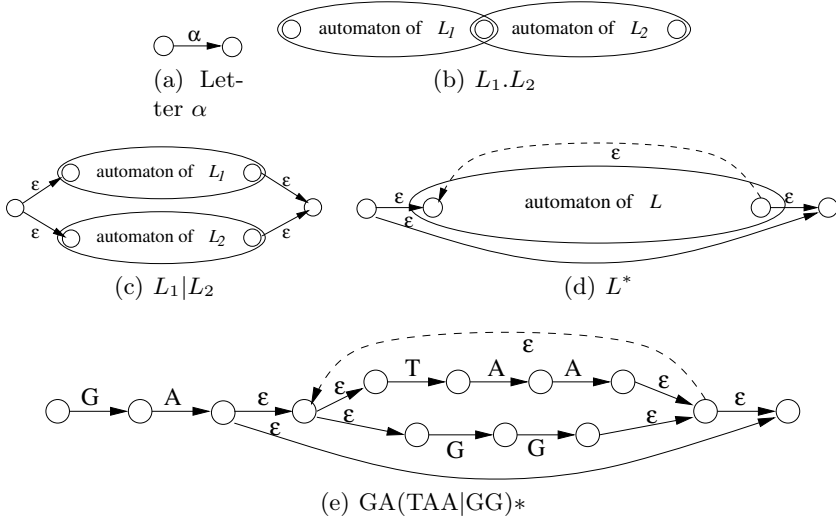 α
automaton of L1
automaton of L2
(a) Let-
ter α
(b) L1.L2
ε
automaton of L1
ε
ε
automaton of L2
ε
(c) L1|L2
ε
ε
automaton of L
ε
ε
(d) L*
ε
G
A
ε
ε
T
A
A
ε
ε
ε
ε
G
G
ε
ε
(e) GA(TAA|GG)*